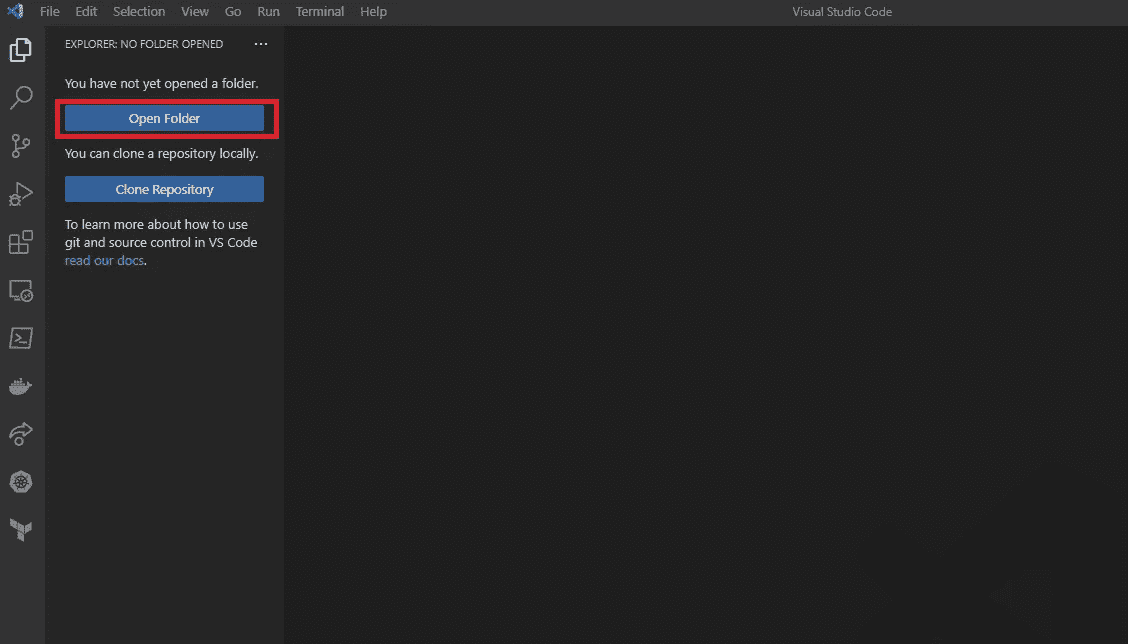 File Edit Selection View Go Run Terminal Help Visual Studio Code
EXPLORER: NO FOLDER OPENED
You have not yet opened a folder.
Open Folder
You can clone a repository locally.
Clone Repository
To learn more about how to use
git and source control in VS Code
read our docs.